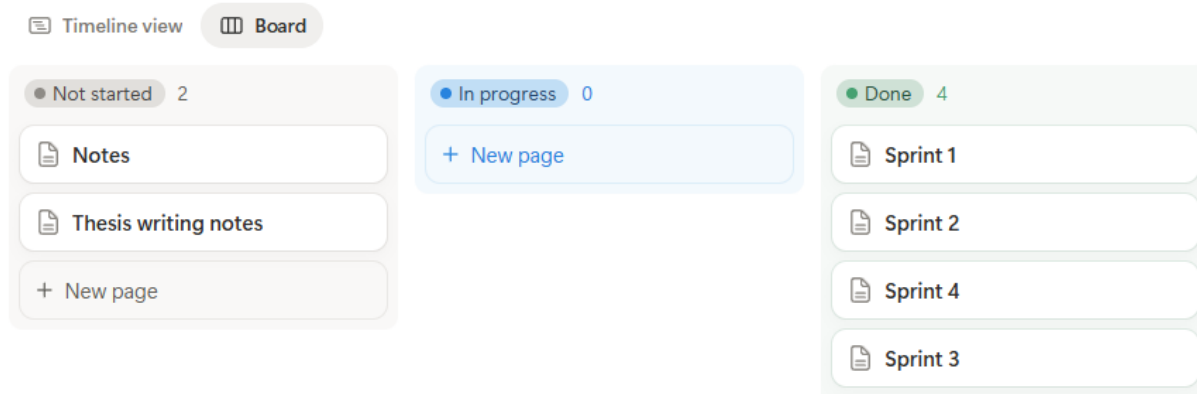 Timeline view Board
Not started 2
Notes
Thesis writing notes
+ New page
In progress 0
+ New page
Done 4
Sprint 1
Sprint 2
Sprint 4
Sprint 3